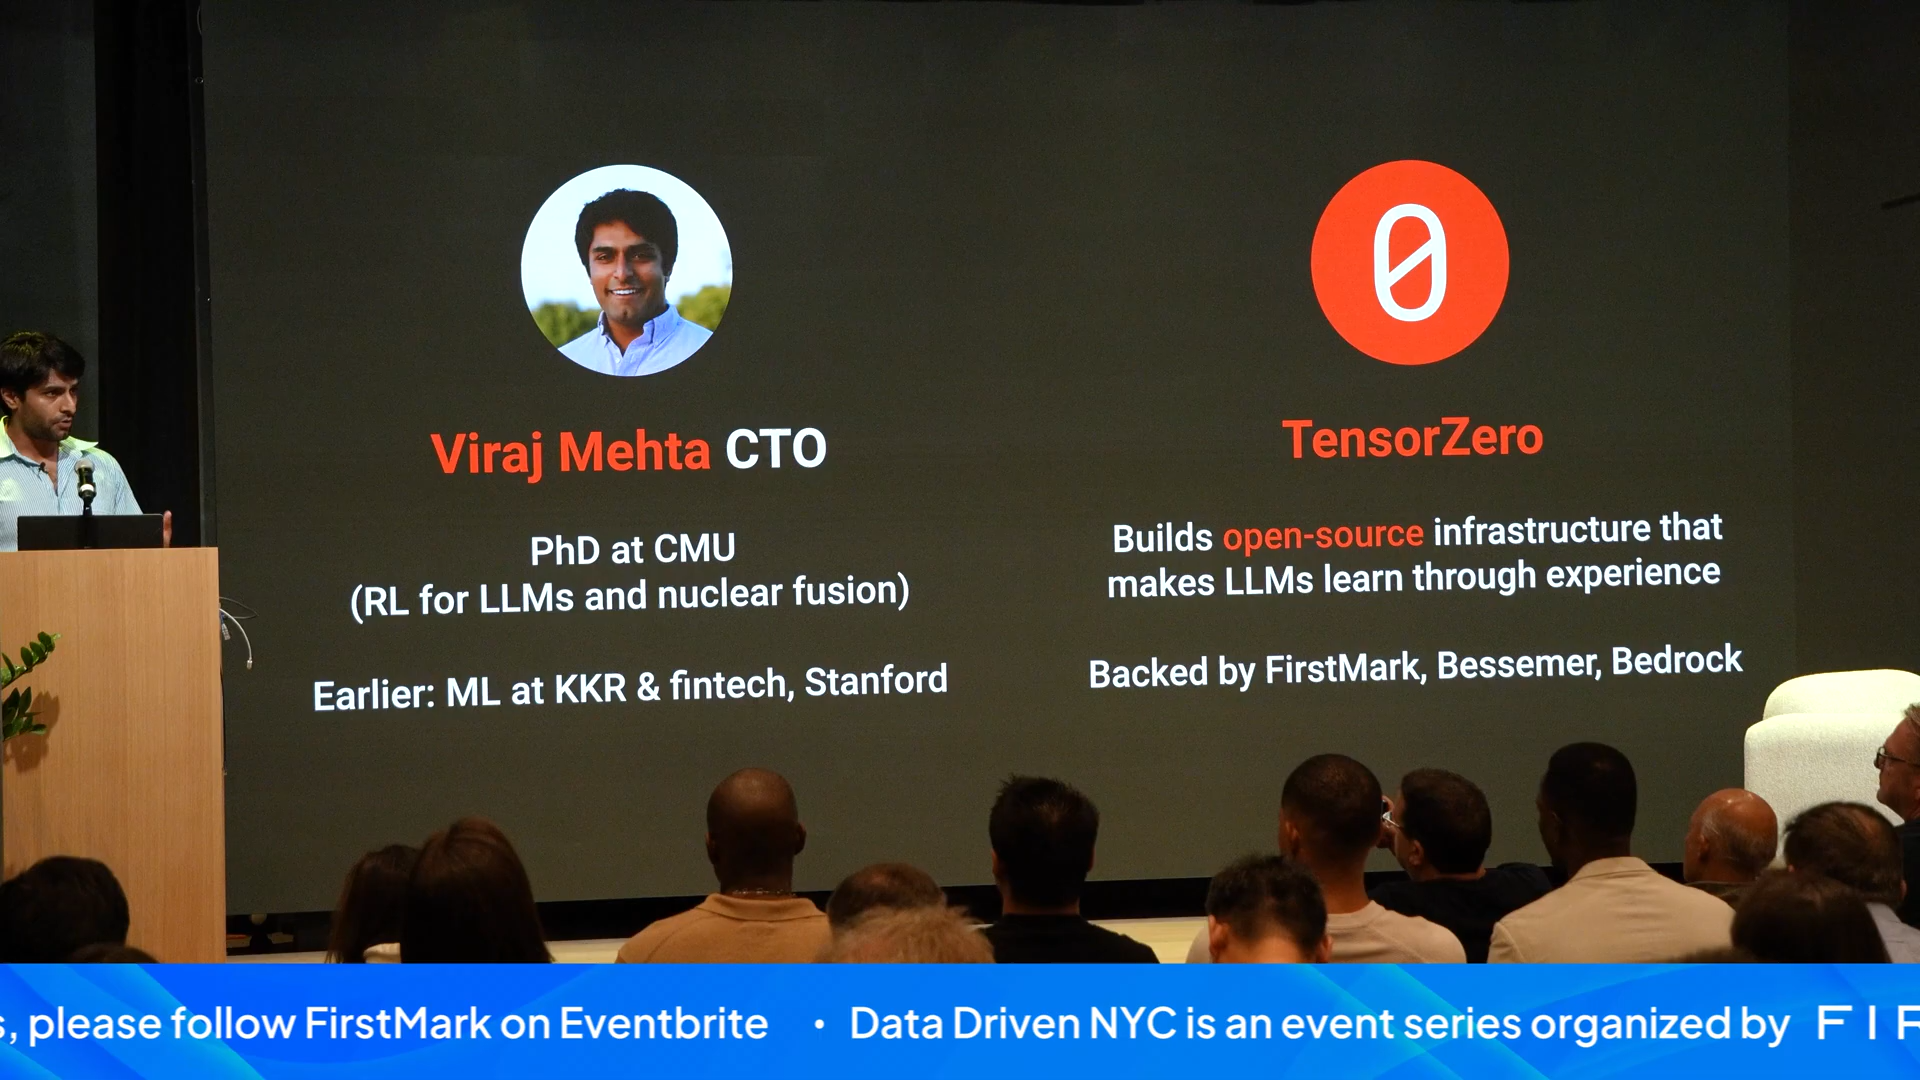 0
Viraj Mehta CTO
PhD at CMU
(RL for LLMs and nuclear fusion)
Earlier: ML at KKR & fintech, Stanford
TensorZero
Builds open-source infrastructure that
makes LLMs learn through experience
Backed by FirstMark, Bessemer, Bedrock
please follow FirstMark on Eventbrite • Data Driven NYC is an event series organized by